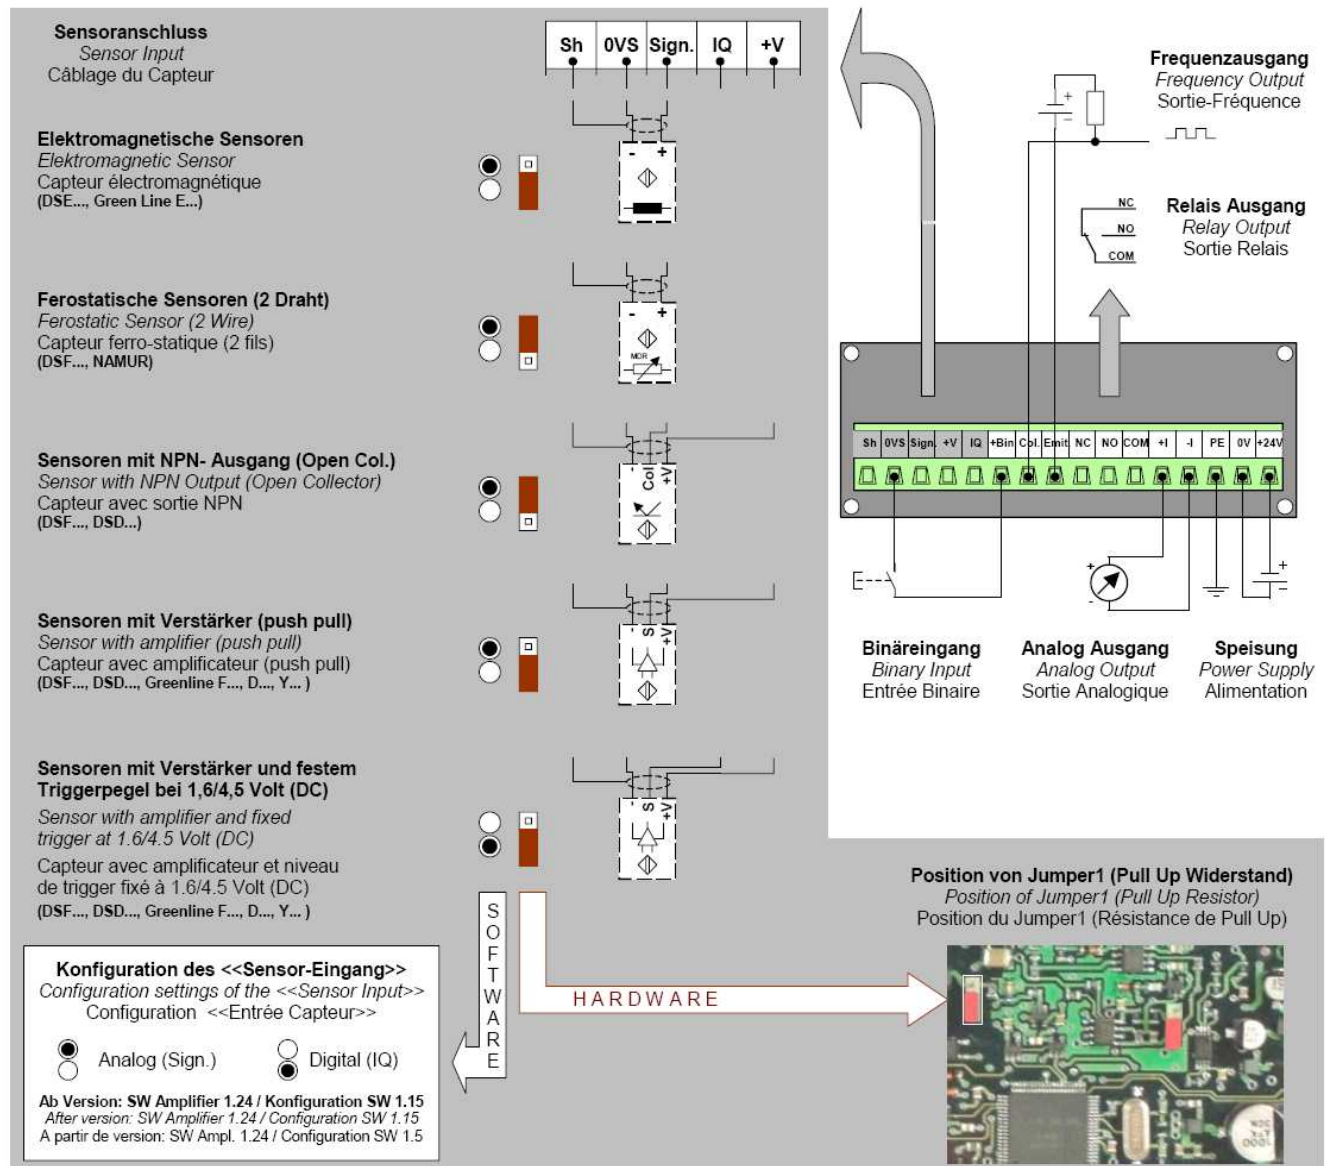 Sensoranschluss
Sensor Input
Câblage du Capteur
Sh 0VS Sign. IQ +V
Elektromagnetische Sensoren
Elektromagnetic Sensor
Capteur électromagnétique
(DSE..., Green Line E...)
- +
Ferostatische Sensoren (2 Draht)
Ferostatic Sensor (2 Wire)
Capteur ferro-statique (2 fils)
(DSF..., NAMUR)
- +
MDR
Sensoren mit NPN- Ausgang (Open Col.)
Sensor with NPN Output (Open Collector)
Capteur avec sortie NPN
(DSF..., DSD...)
- Col +V
Sensoren mit Verstärker (push pull)
Sensor with amplifier (push pull)
Capteur avec amplificateur (push pull)
(DSF..., DSD..., Greenline F..., D..., Y... )
- S +V
Sensoren mit Verstärker und festem
Triggerpegel bei 1,6/4,5 Volt (DC)
Sensor with amplifier and fixed
trigger at 1.6/4.5 Volt (DC)
Capteur avec amplificateur et niveau
de trigger fixé à 1.6/4.5 Volt (DC)
(DSF..., DSD..., Greenline F..., D..., Y... )
- S +V
SOFTWARE
HARDWARE
Konfiguration des <<Sensor-Eingang>>
Configuration settings of the <<Sensor Input>>
Configuration <<Entrée Capteur>>
Analog (Sign.) Digital (IQ)
Ab Version: SW Amplifier 1.24 / Konfiguration SW 1.15
After version: SW Amplifier 1.24 / Configuration SW 1.15
A partir de version: SW Ampl. 1.24 / Configuration SW 1.5
Frequenzausgang
Frequency Output
Sortie-Fréquence
+
-
NC
NO
COM
Relais Ausgang
Relay Output
Sortie Relais
Sh 0VS Sign. +V IQ +Bin Col. Emit NC NO COM +I -I PE 0V +24V
+
-
+
-
Binäreingang
Binary Input
Entrée Binaire
Analog Ausgang
Analog Output
Sortie Analogique
Speisung
Power Supply
Alimentation
Position von Jumper1 (Pull Up Widerstand)
Position of Jumper1 (Pull Up Resistor)
Position du Jumper1 (Résistance de Pull Up)